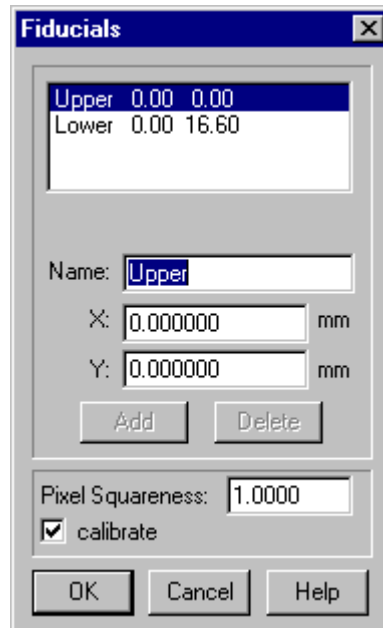 Fiducials
Upper 0.00 0.00
Lower 0.00 16.60
Name: Upper
X: 0.000000 mm
Y: 0.000000 mm
Add Delete
Pixel Squareness: 1.0000
calibrate
OK Cancel Help